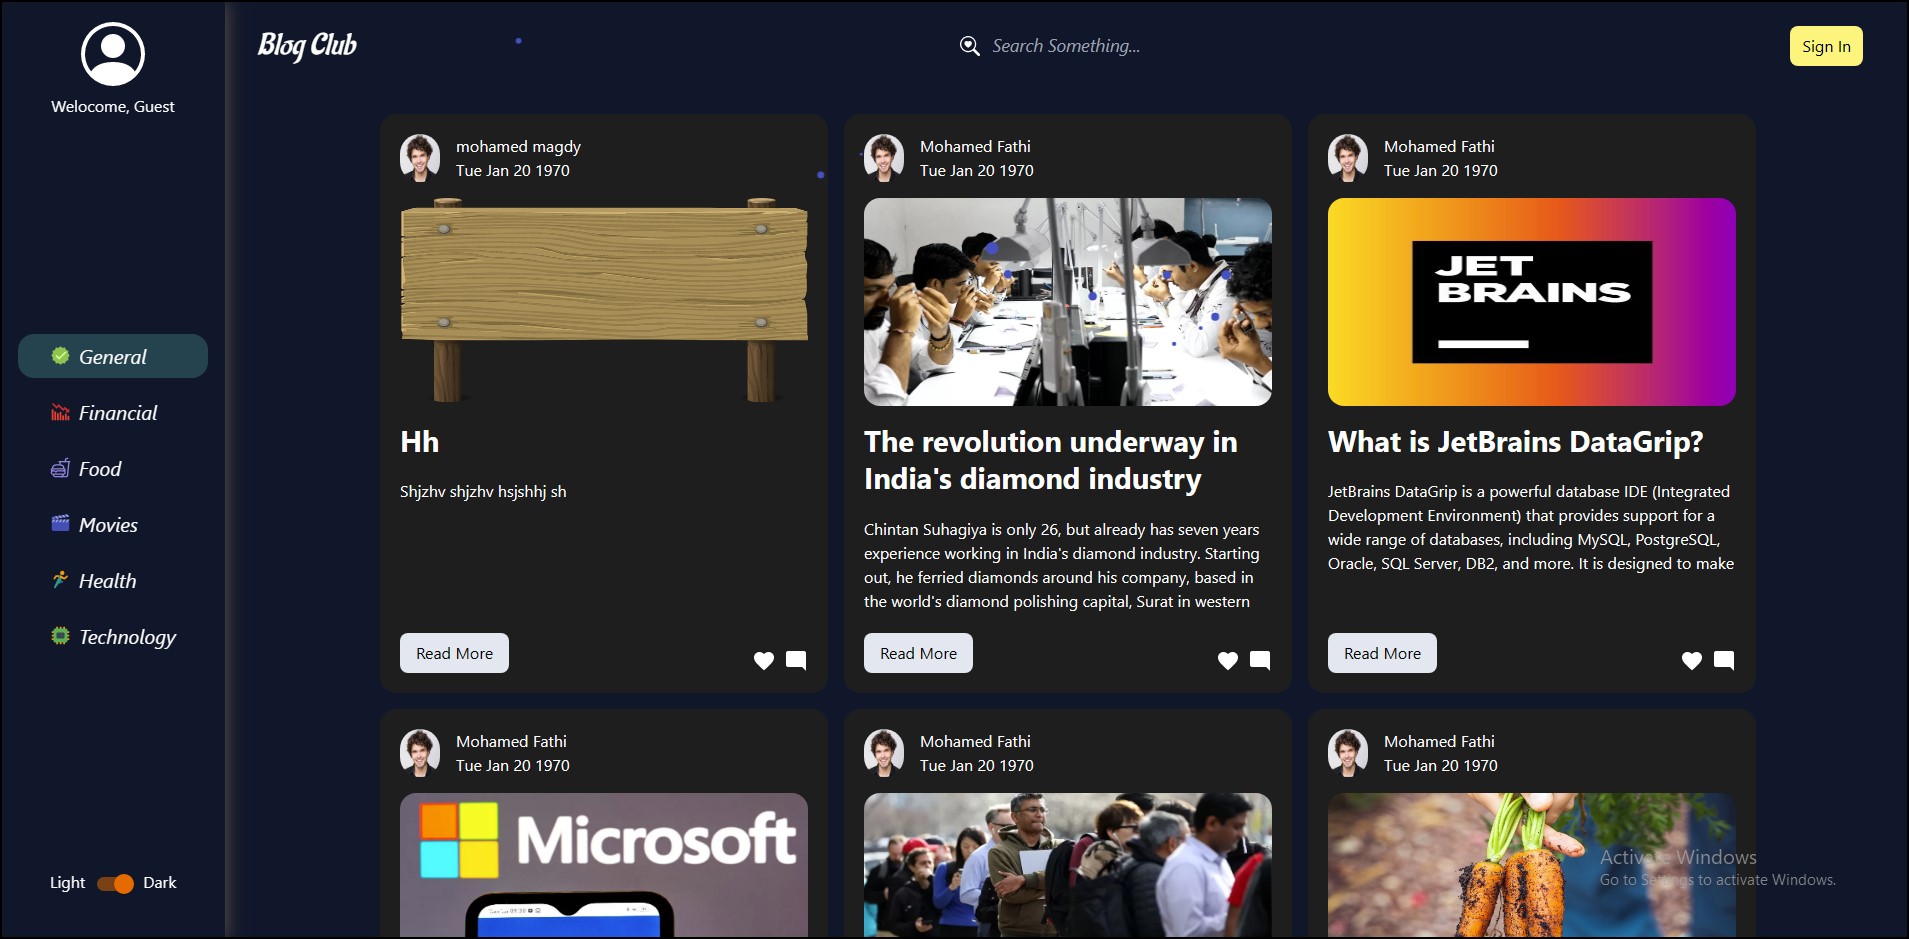 Blog Club
Search Something...
Sign In
Welocome, Guest
General
Financial
Food
Movies
Health
Technology
Light
Dark
mohamed magdy
Tue Jan 20 1970
Hh
Shjzhv shjzhv hsjshhj sh
Read More
Mohamed Fathi
Tue Jan 20 1970
The revolution underway in
India's diamond industry
Chintan Suhagiya is only 26, but already has seven years
experience working in India's diamond industry. Starting
out, he ferried diamonds around his company, based in
the world's diamond polishing capital, Surat in western
Read More
Mohamed Fathi
Tue Jan 20 1970
JET
BRAINS
What is JetBrains DataGrip?
JetBrains DataGrip is a powerful database IDE (Integrated
Development Environment) that provides support for a
wide range of databases, including MySQL, PostgreSQL,
Oracle, SQL Server, DB2, and more. It is designed to make
Read More
Mohamed Fathi
Tue Jan 20 1970
Microsoft
Mohamed Fathi
Tue Jan 20 1970
Mohamed Fathi
Tue Jan 20 1970
Activate Windows
Go to Settings to activate Windows.